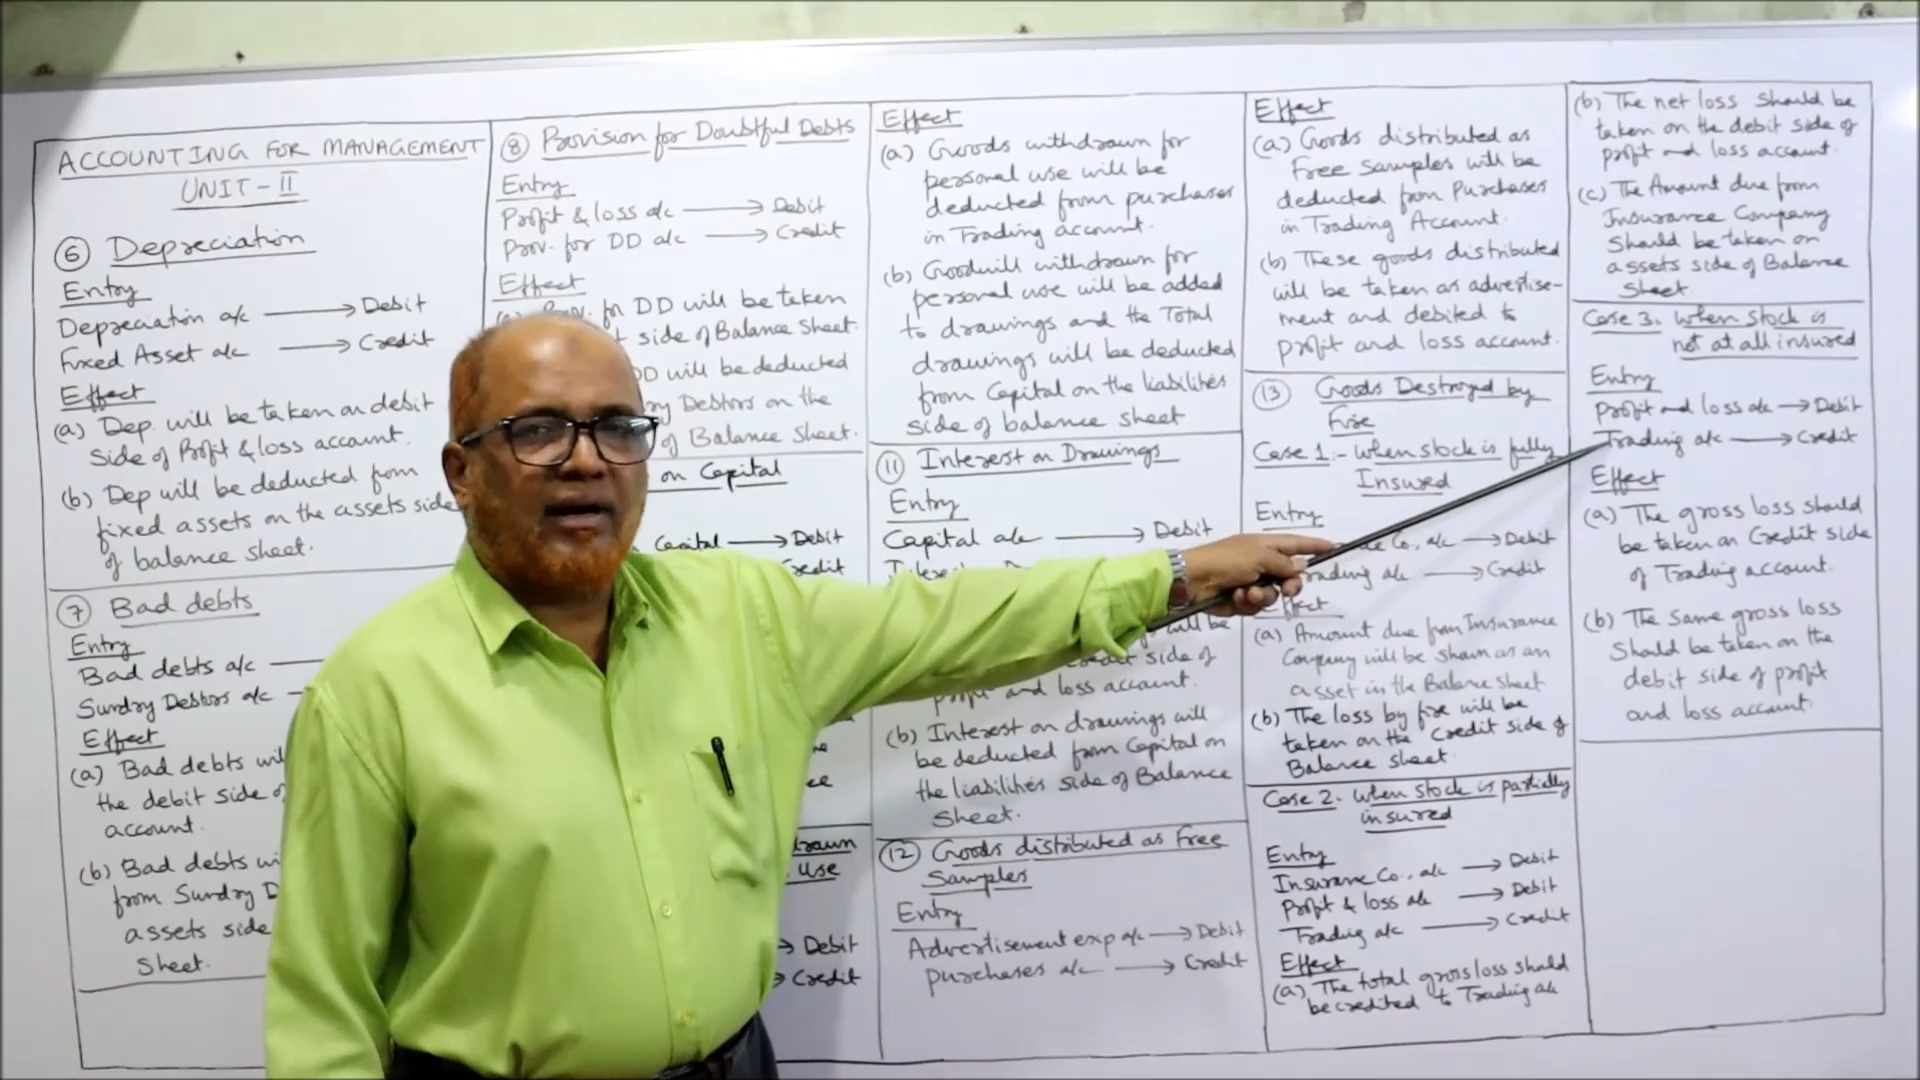 ACCOUNTING FOR MANAGEMENT
UNIT - II
⑥ Depreciation
Entry
Depreciation a/c → Debit
Fixed Asset a/c → Credit
Effect
(a) Dep. will be taken on debit
side of Profit & loss account.
(b) Dep will be deducted from
fixed assets on the assets side
of balance sheet.
⑦ Bad debts
Entry
Bad debts a/c
Sundry Debtors a/c
Effect
(a) Bad debts
the debit side of
account.
(b) Bad debts
from Sundry
assets side
Sheet.
⑧ Provision for Doubtful Debts
Entry
Profit & loss a/c → Debit
Prov. for DD a/c → Credit
Effect
for DD will be taken
side of Balance Sheet.
DD will be deducted
Debtors on the
of Balance Sheet.
on Capital
Capital → Debit
Credit
Use
→ Debit
→ Credit
Effect
(a) Goods withdrawn for
personal use will be
deducted from purchases
in Trading account.
(b) Goodwill withdrawn for
personal use will be added
to drawings and the Total
drawings will be deducted
from Capital on the liabilities
side of balance sheet
⑪ Interest on Drawings
Entry
Capital a/c → Debit
will be
side of
profit and loss account.
(b) Interest on drawings will
be deducted from Capital on
the liabilities side of Balance
Sheet.
⑫ Goods distributed as Free
Samples
Entry
Advertisement exp a/c → Debit
purchases a/c → Credit
Effect
(a) Goods distributed as
Free Samples will be
deducted from Purchases
in Trading Account.
(b) These goods distributed
will be taken as advertise-
ment and debited to
profit and loss account.
⑬ Goods Destroyed by
Fire
Case 1:- When stock is fully
Insured
Entry
Co., a/c → Debit
Trading a/c → Credit
Effect
(a) Amount due from Insurance
Company will be shown as an
asset in the Balance sheet
(b) The loss by fire will be
taken on the Credit side of
Balance sheet.
Case 2. When stock is partially
insured
Entry
Insurance Co., a/c → Debit
Profit & loss a/c → Debit
Trading a/c → Credit
Effect
(a) The total gross loss should
be credited to Trading a/c
(b) The net loss should be
taken on the debit side of
profit and loss account.
(c) The Amount due from
Insurance Company
Should be taken on
assets side of Balance
Sheet
Case 3. When stock is
not at all insured
Entry
profit and loss a/c → Debit
Trading a/c → Credit
Effect
(a) The gross loss should
be taken on Credit side
of Trading account.
(b) The same gross loss
Should be taken on the
debit side of profit
and loss account.